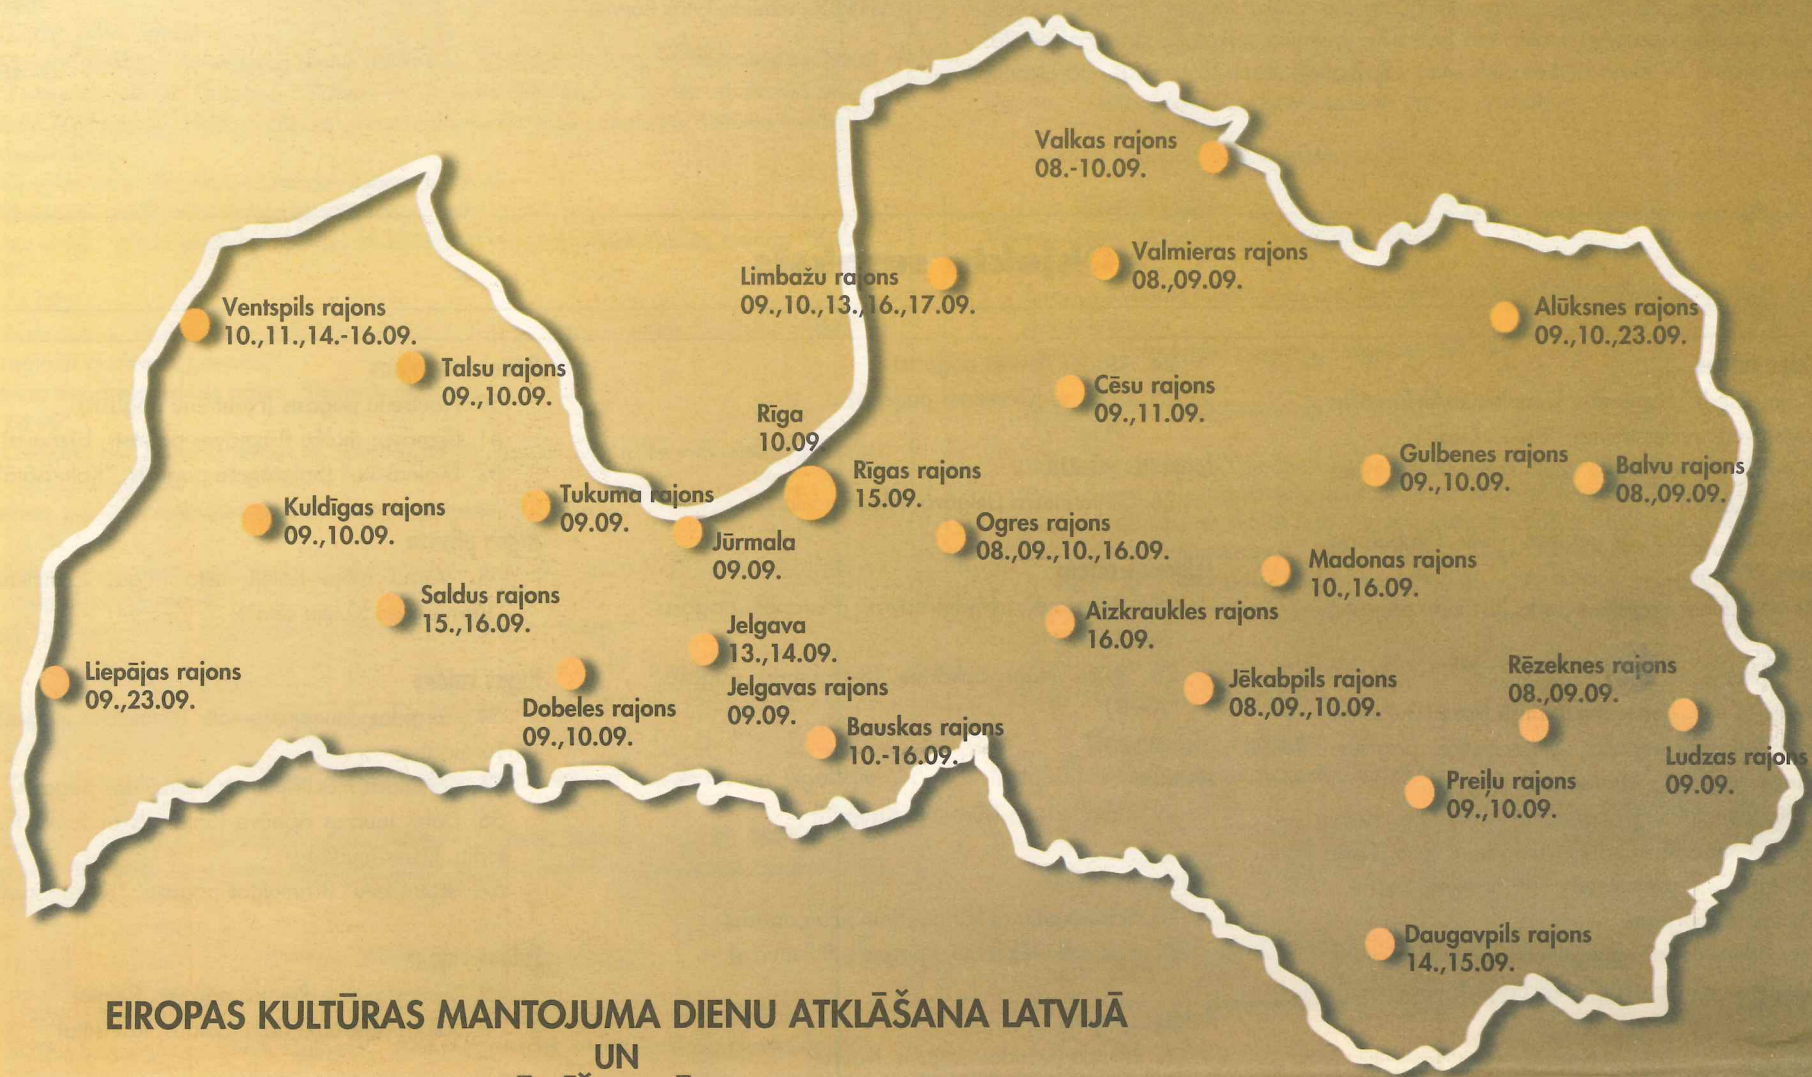 Valkas rajons
08.-10.09.
Valmieras rajons
08.,09.09.
Limbažu rajons
09.,10.,13.,16.,17.09.
Ventspils rajons
10.,11.,14.-16.09.
Alūksnes rajons
09.,10.,23.09.
Talsu rajons
09.,10.09.
Cēsu rajons
09.,11.09.
Rīga
10.09.
Rīgas rajons
15.09.
Gulbenes rajons
09.,10.09.
Balvu rajons
08.,09.09.
Tukuma rajons
09.09.
Kuldīgas rajons
09.,10.09.
Jūrmala
09.09.
Ogres rajons
08.,09.,10.,16.09.
Madonas rajons
10.,16.09.
Saldus rajons
15.,16.09.
Aizkraukles rajons
16.09.
Jelgava
13.,14.09.
Jelgavas rajons
09.09.
Liepājas rajons
09.,23.09.
Dobeles rajons
09.,10.09.
Bauskas rajons
10.-16.09.
Jēkabpils rajons
08.,09.,10.09.
Rēzeknes rajons
08.,09.09.
Ludzas rajons
09.09.
Preiļu rajons
09.,10.09.
Daugavpils rajons
14.,15.09.
EIROPAS KULTŪRAS MANTOJUMA DIENU ATKLĀŠANA LATVIJĀ
UN